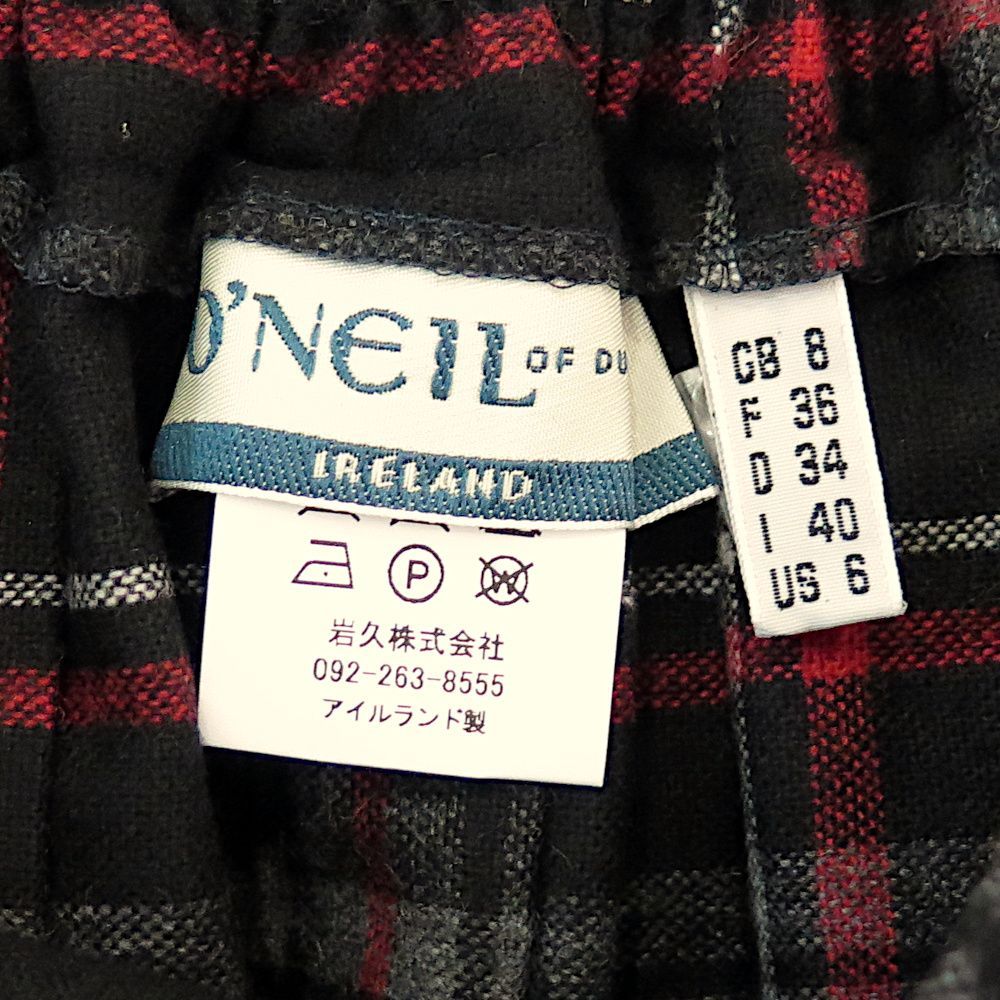 O'NEIL OF DU
IRELAND
P
W
岩久株式会社
092-263-8555
アイルランド製
GB 8
F 36
D 34
I 40
US 6